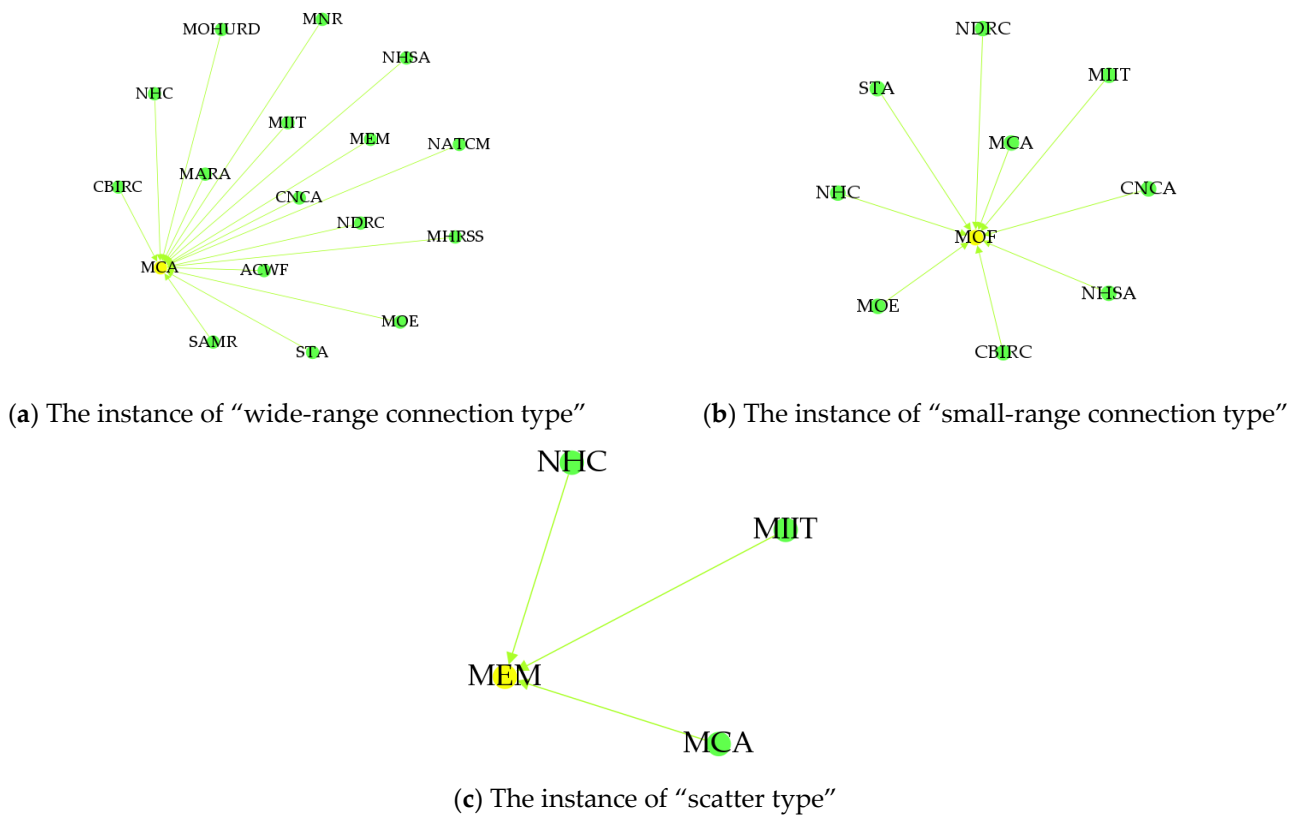 MNR
MOHURD
NHSA
NHC
MIIT
MEM
NATCM
MARA
CBIRC
CNCA
NDRC
MHRSS
MCA
ACWF
MOE
SAMR
STA
NDRC
MIIT
STA
MCA
CNCA
NHC
MOF
NHSA
MOE
CBIRC
(a) The instance of “wide-range connection type”
(b) The instance of “small-range connection type”
NHC
MIIT
MEM
MCA
(c) The instance of “scatter type”